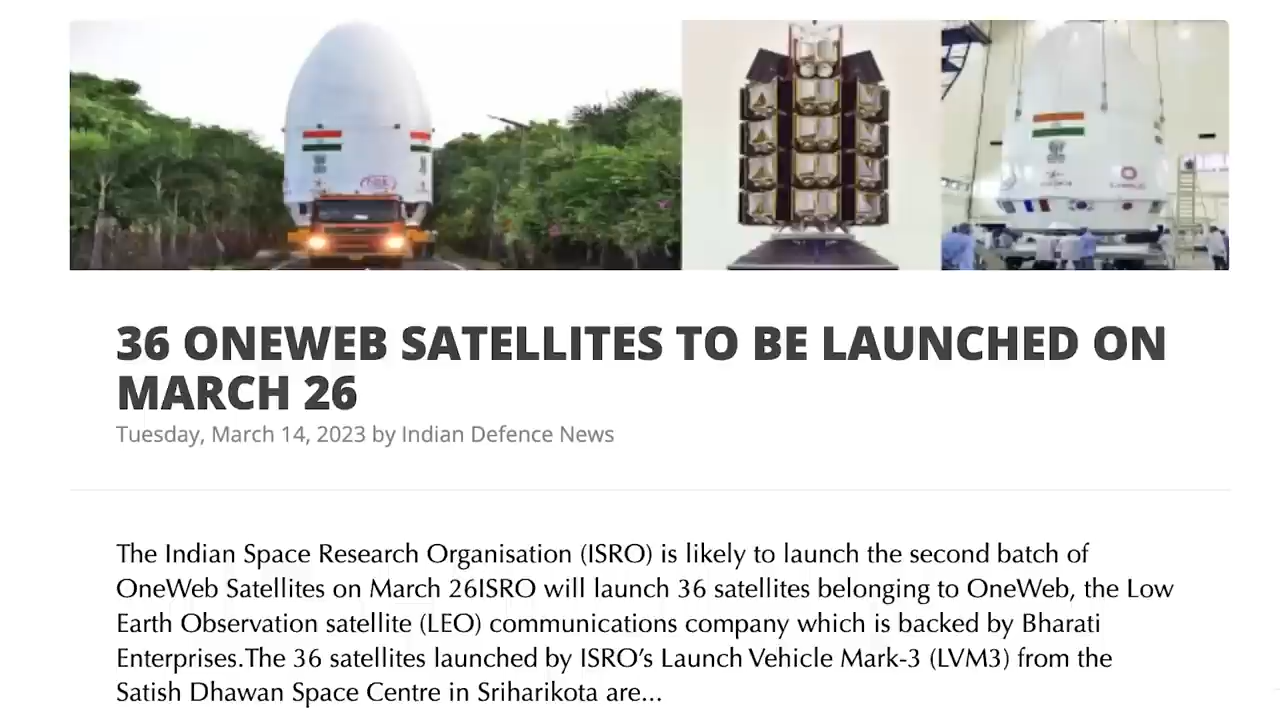 36 ONEWEB SATELLITES TO BE LAUNCHED ON
MARCH 26
Tuesday, March 14, 2023 by Indian Defence News
The Indian Space Research Organisation (ISRO) is likely to launch the second batch of
OneWeb Satellites on March 26ISRO will launch 36 satellites belonging to OneWeb, the Low
Earth Observation satellite (LEO) communications company which is backed by Bharati
Enterprises.The 36 satellites launched by ISRO’s Launch Vehicle Mark-3 (LVM3) from the
Satish Dhawan Space Centre in Sriharikota are...